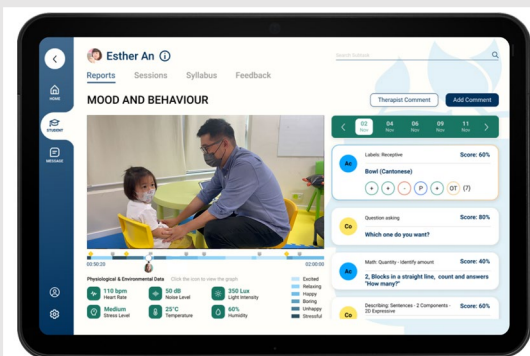 Esther An
Search Subtask
Reports Sessions Syllabus Feedback
HOME
MOOD AND BEHAVIOUR
Therapist Comment
Add Comment
STUDENT
02 04 06 09 11
Nov Nov Nov Nov Nov
MESSAGE
Ac
Labels: Receptive
Score: 60%
Bowl (Cantonese)
+ + - P + OT (7)
Co
Question asking
Score: 80%
Which one do you want?
00:50:20
02:00:00
Physiological & Environmental Data
Click the icon to view the graph
110 bpm
Heart Rate
50 dB
Noise Level
350 Lux
Light Intensity
Medium
Stress Level
25°C
Temperature
60%
Humidity
Excited
Relaxing
Happy
Boring
Unhappy
Stressful
Ac
Math: Quantity - Identify amount
Score: 40%
2, Blocks in a straight line, count and answers
"How many?"
Co
Describing: Sentences - 2 Components -
2D Expressive
Score: 60%